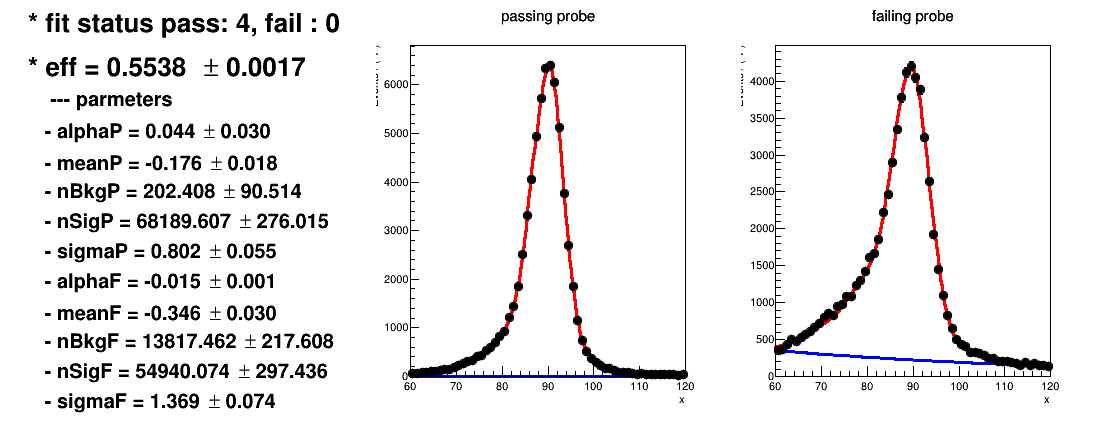 * fit status pass: 4, fail : 0
* eff = 0.5538 ± 0.0017
--- parmeters
- alphaP = 0.044 ± 0.030
- meanP = -0.176 ± 0.018
- nBkgP = 202.408 ± 90.514
- nSigP = 68189.607 ± 276.015
- sigmaP = 0.802 ± 0.055
- alphaF = -0.015 ± 0.001
- meanF = -0.346 ± 0.030
- nBkgF = 13817.462 ± 217.608
- nSigF = 54940.074 ± 297.436
- sigmaF = 1.369 ± 0.074
passing probe
6000
5000
4000
3000
2000
1000
0
60 70 80 90 100 110 120
x
failing probe
4000
3500
3000
2500
2000
1500
1000
500
0
60 70 80 90 100 110 120
x